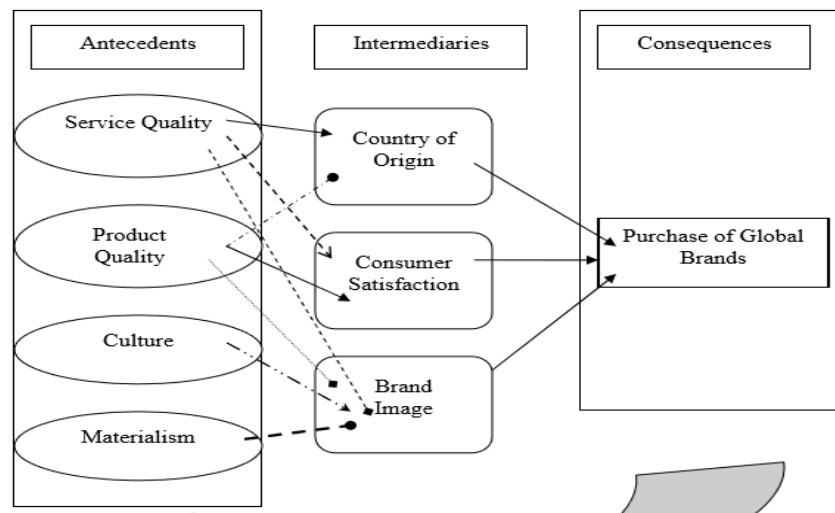 Antecedents
Intermediaries
Consequences
Service Quality
Country of
Origin
Product
Quality
Consumer
Satisfaction
Purchase of Global
Brands
Culture
Brand
Image
Materialism